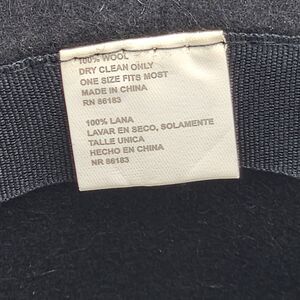 100% WOOL
DRY CLEAN ONLY
ONE SIZE FITS MOST
MADE IN CHINA
RN 86183
100% LANA
LAVAR EN SECO, SOLAMENTE
TALLE UNICA
HECHO EN CHINA
NR 86183